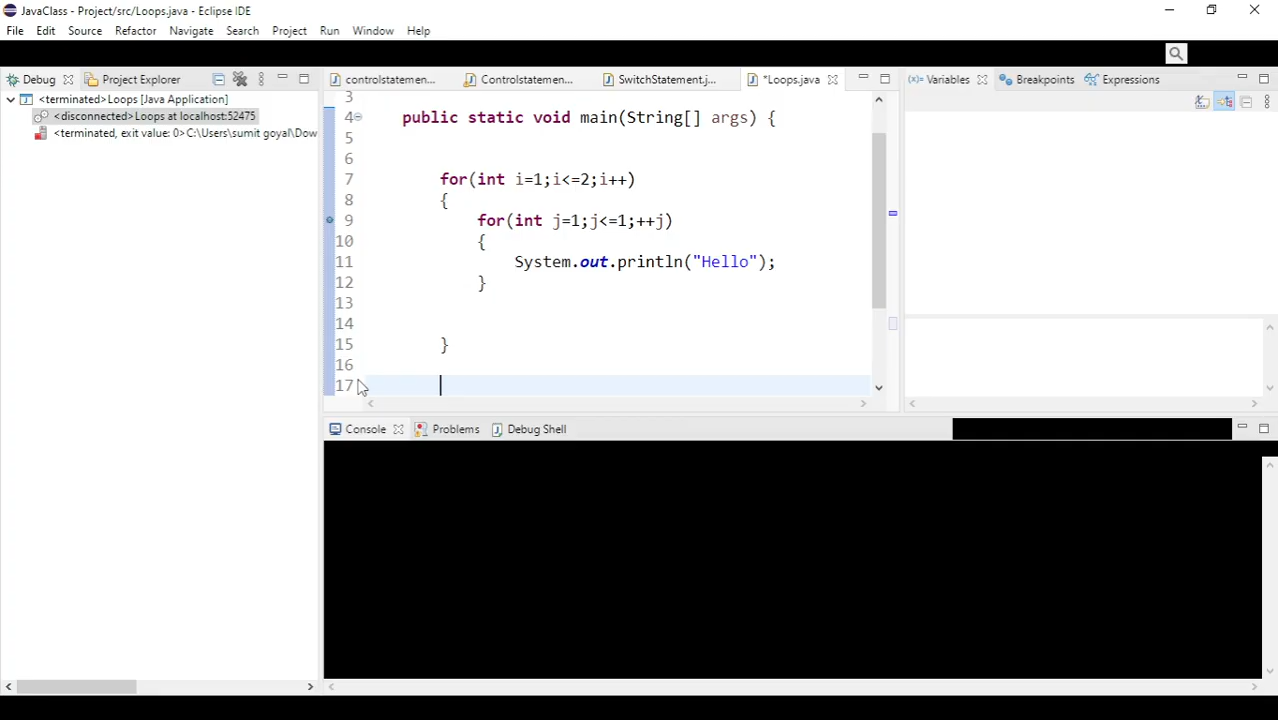 JavaClass - Project/src/Loops.java - Eclipse IDE
File Edit Source Refactor Navigate Search Project Run Window Help
Debug Project Explorer
<terminated>Loops [Java Application]
<disconnected>Loops at localhost:52475
<terminated, exit value: 0>C:\Users\sumit goyal\Dow
controlstatemen... Controlstatemen... SwitchStatement.j... *Loops.java
3
4 public static void main(String[] args) {
5
6
7 for(int i=1;i<=2;i++)
8 {
9 for(int j=1;j<=1;++j)
10 {
11 System.out.println("Hello");
12 }
13
14
15 }
16
17
(x)= Variables Breakpoints Expressions
Console Problems Debug Shell